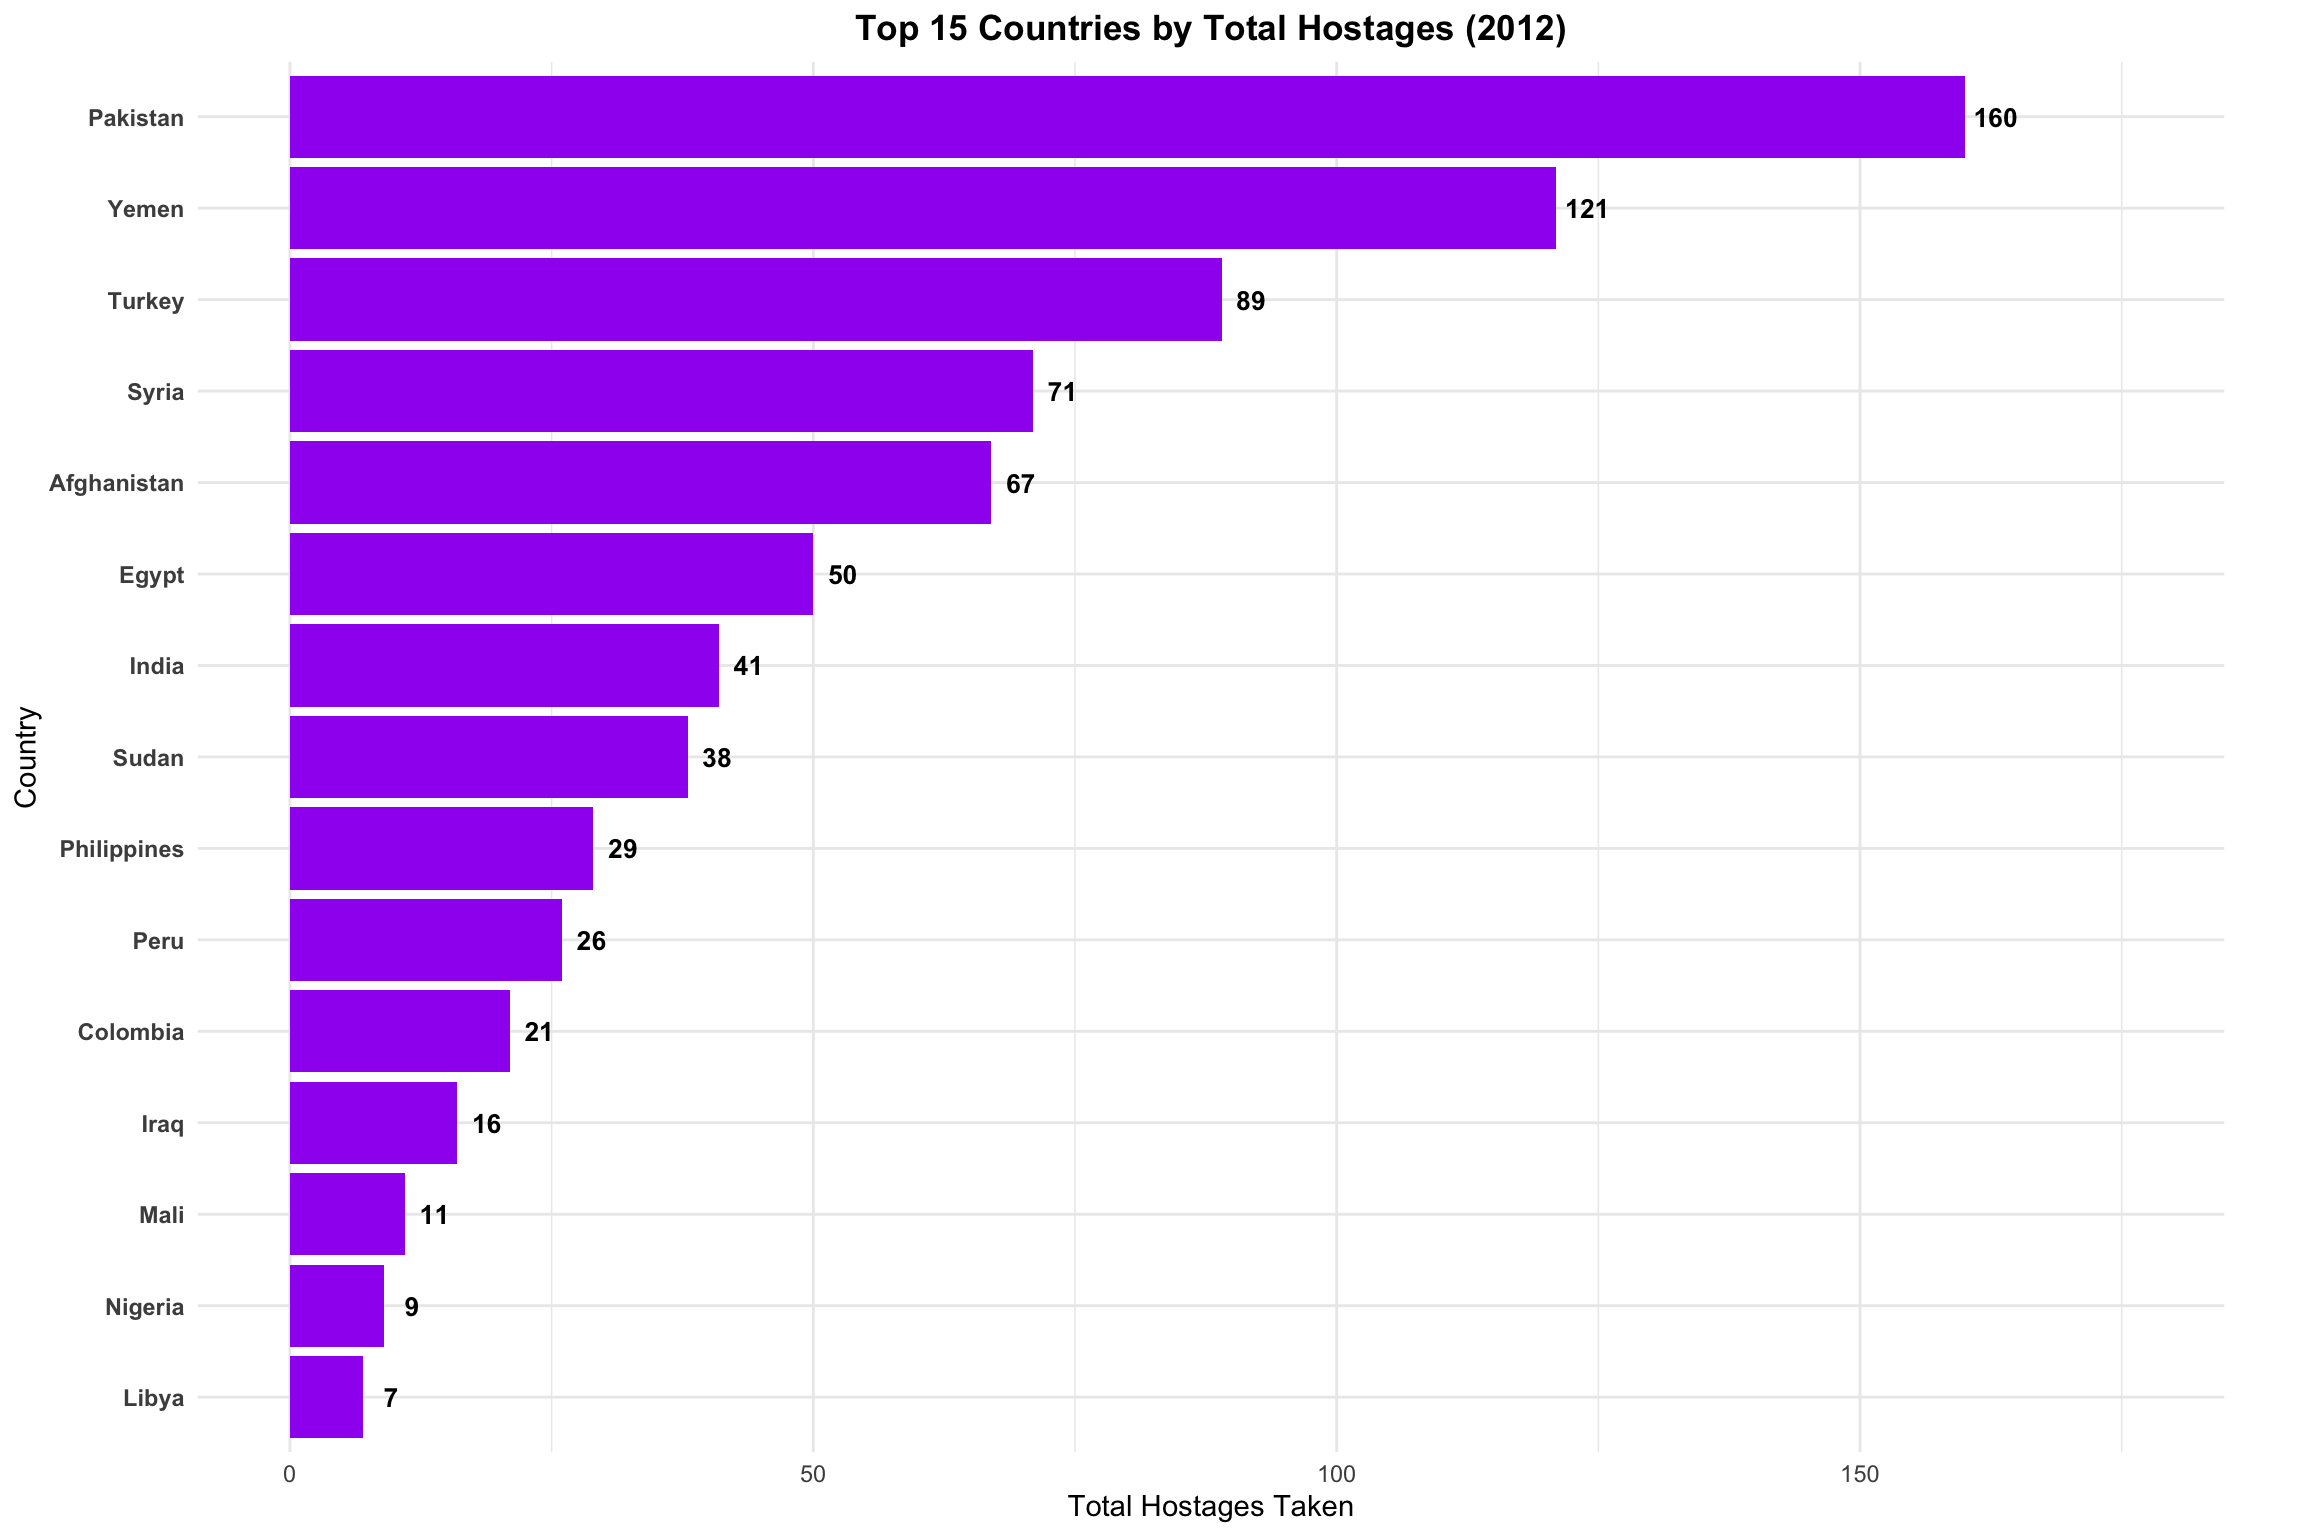 Top 15 Countries by Total Hostages (2012)
Country
Pakistan 160
Yemen 121
Turkey 89
Syria 71
Afghanistan 67
Egypt 50
India 41
Sudan 38
Philippines 29
Peru 26
Colombia 21
Iraq 16
Mali 11
Nigeria 9
Libya 7
0 50 100 150
Total Hostages Taken